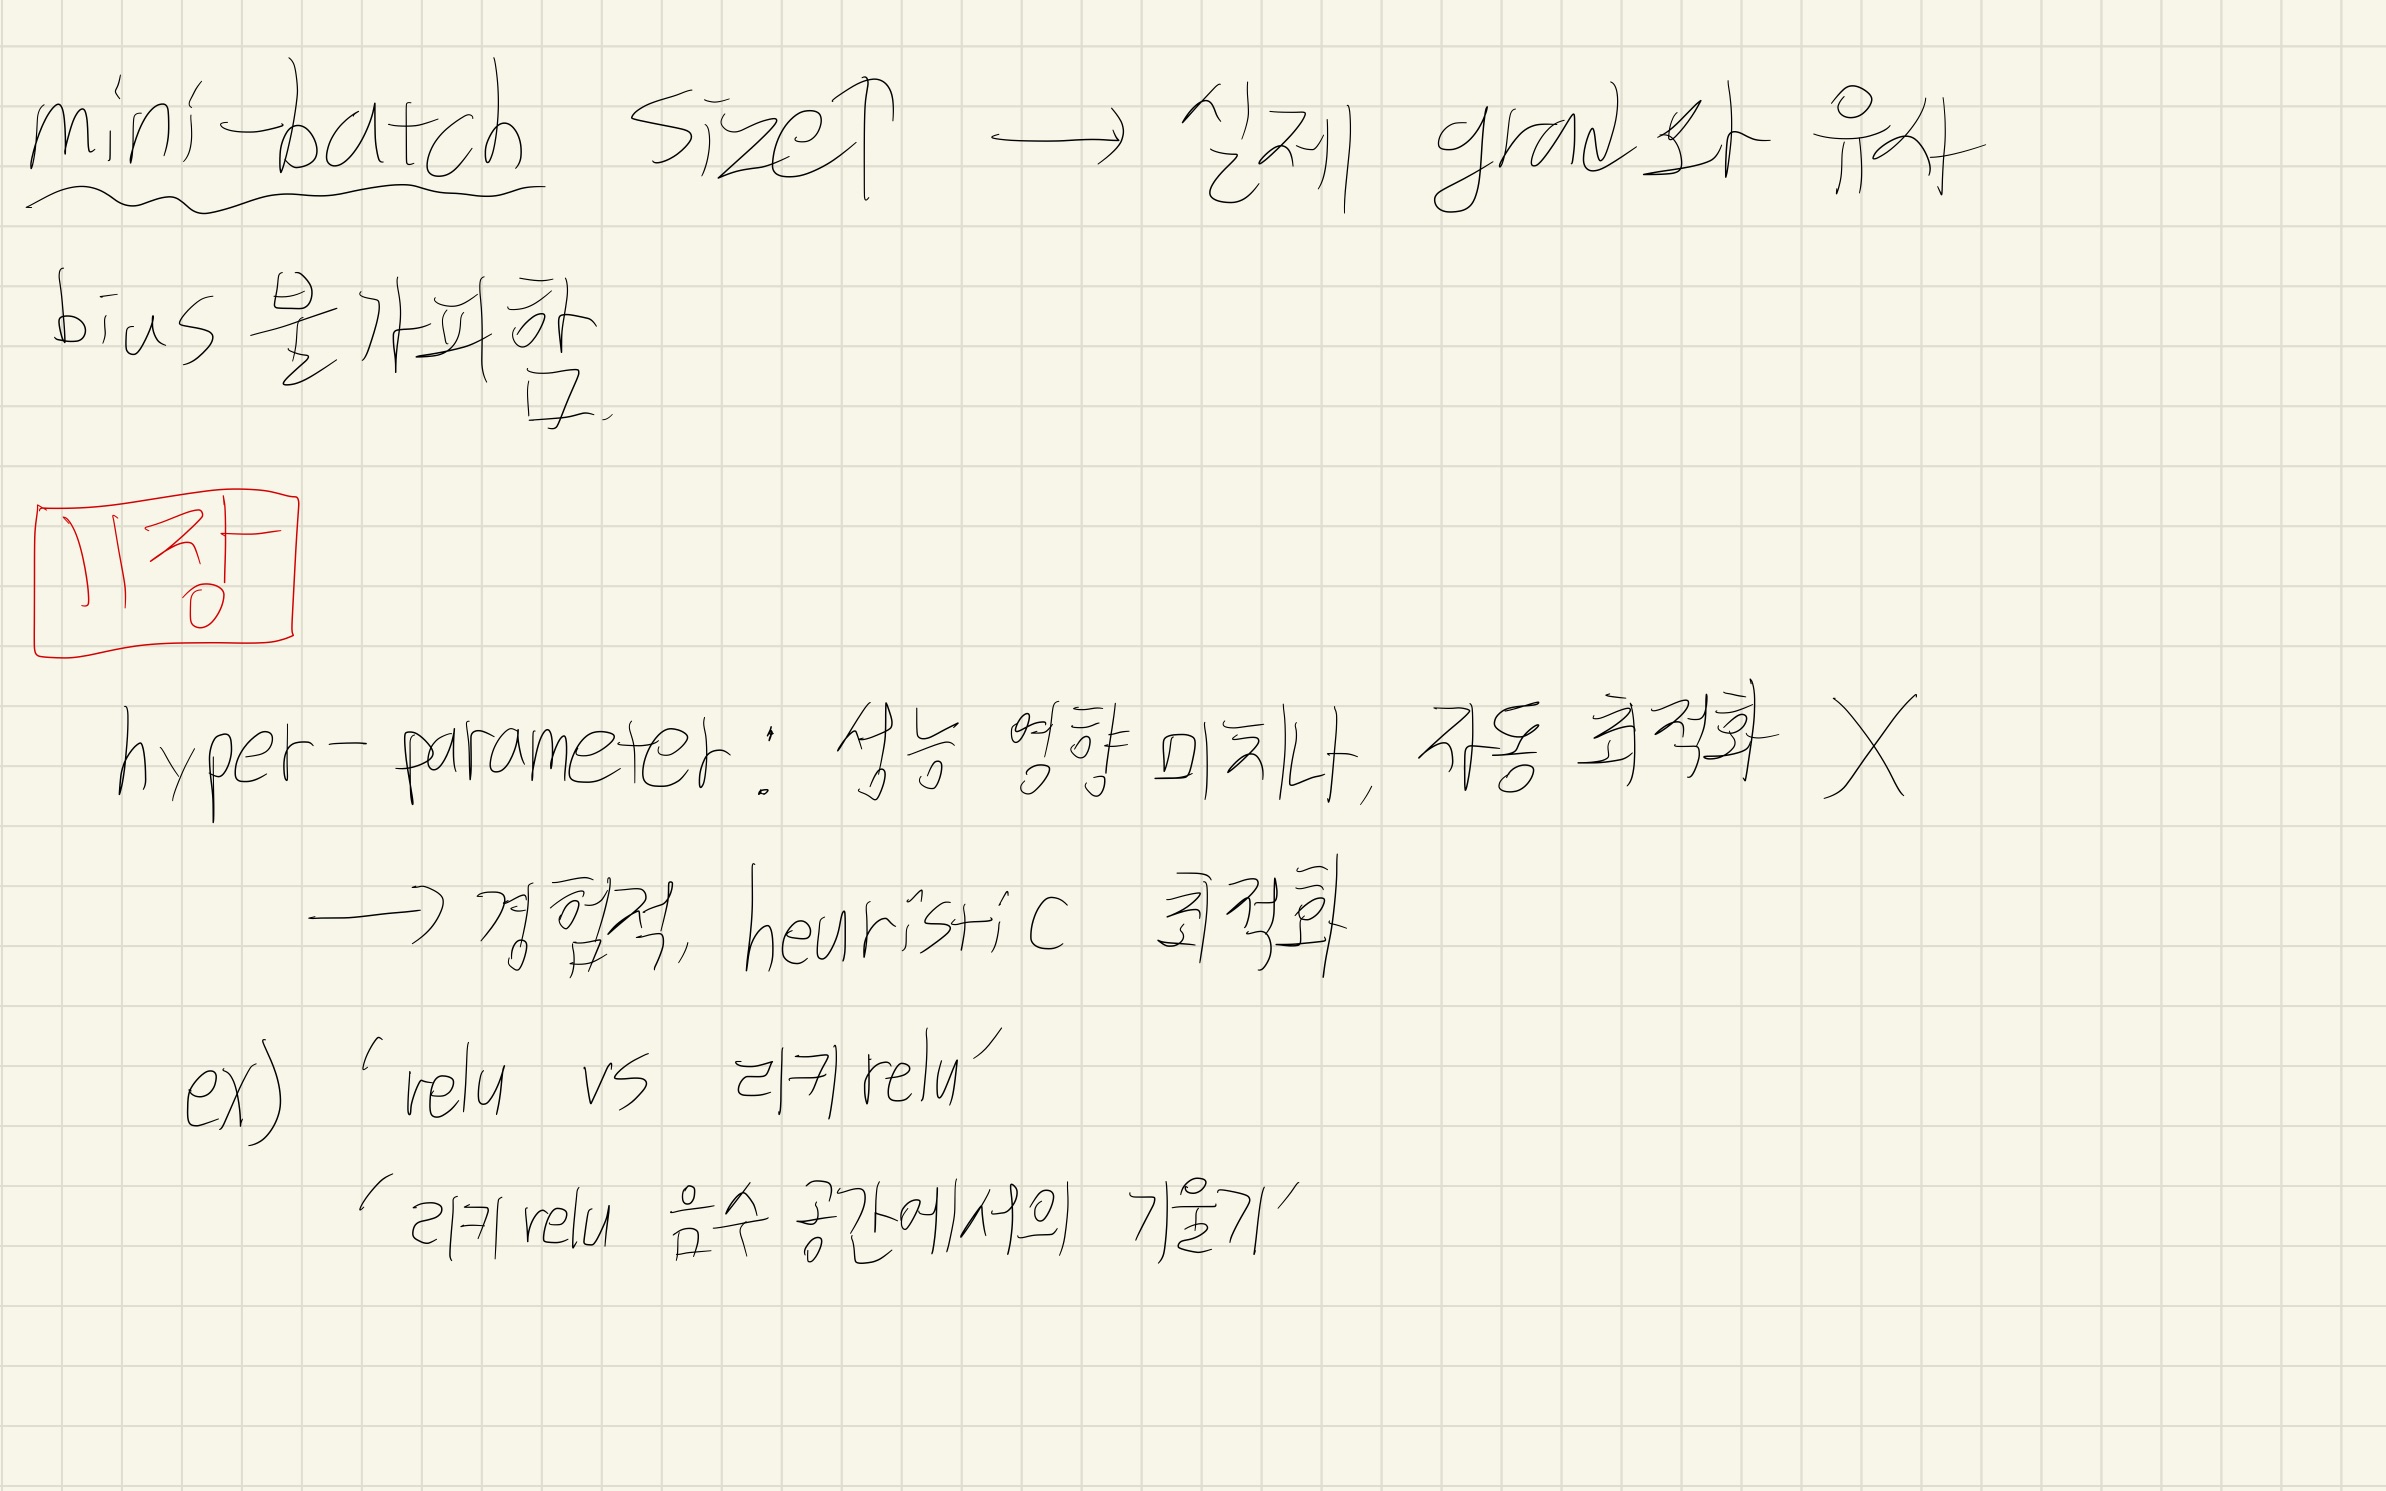 mini-batch size↑ → 실제 grad와 유사
bias 불가피함.
11장
hyper-parameter : 성능 영향 미치나, 자동 최적화 X
→ 경험적, heuristic 최적화
ex) 'relu vs 리키 relu'
'리키 relu 음수 공간에서의 기울기'